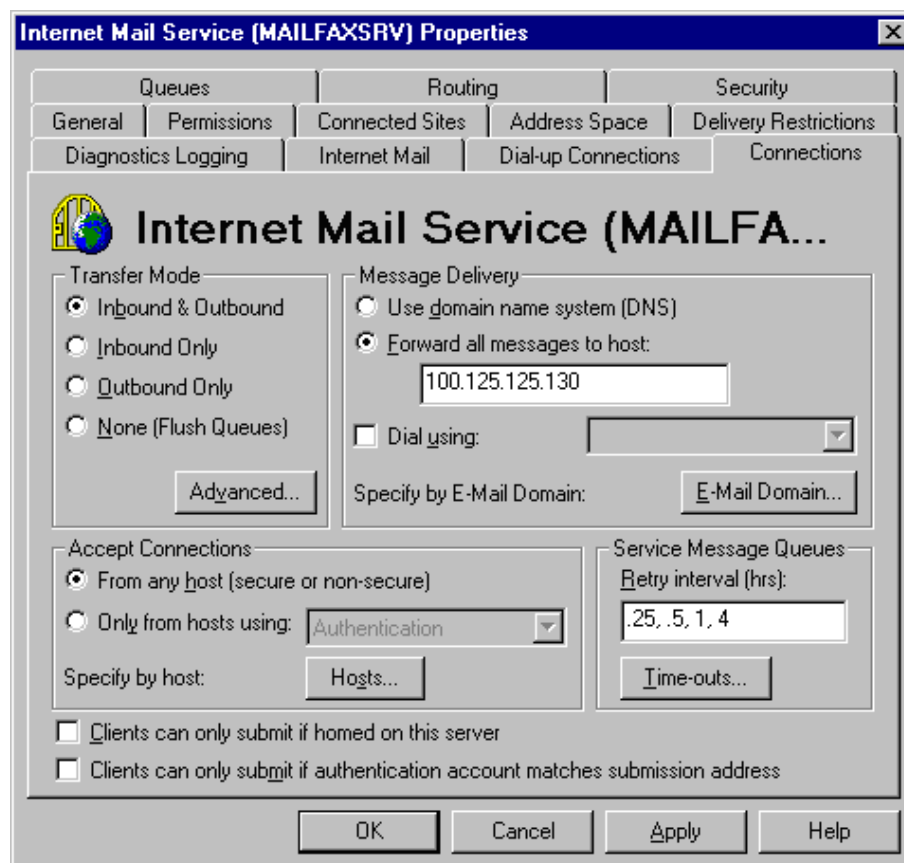 Internet Mail Service (MAILFAXSRV) Properties
Queues Routing Security
General Permissions Connected Sites Address Space Delivery Restrictions
Diagnostics Logging Internet Mail Dial-up Connections Connections
Internet Mail Service (MAILFA...
Transfer Mode
Inbound & Outbound
Inbound Only
Outbound Only
None (Flush Queues)
Advanced...
Message Delivery
Use domain name system (DNS)
Forward all messages to host:
100.125.125.130
Dial using:
Specify by E-Mail Domain: E-Mail Domain...
Accept Connections
From any host (secure or non-secure)
Only from hosts using: Authentication
Specify by host: Hosts...
Service Message Queues
Retry interval (hrs):
.25, .5, 1, 4
Time-outs...
Clients can only submit if homed on this server
Clients can only submit if authentication account matches submission address
OK Cancel Apply Help